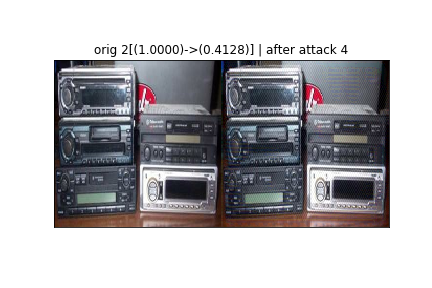 orig 2[(1.0000)->(0.4128)] | after attack 4